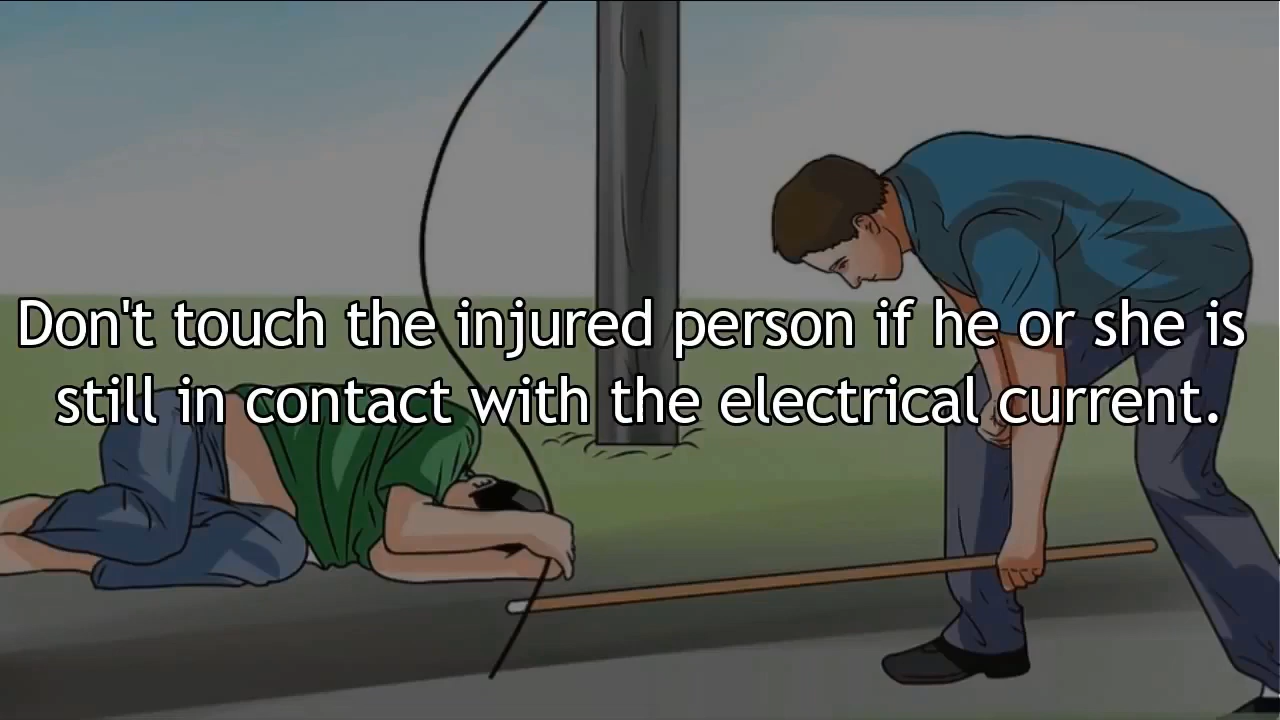 Don't touch the injured person if he or she is
still in contact with the electrical current.